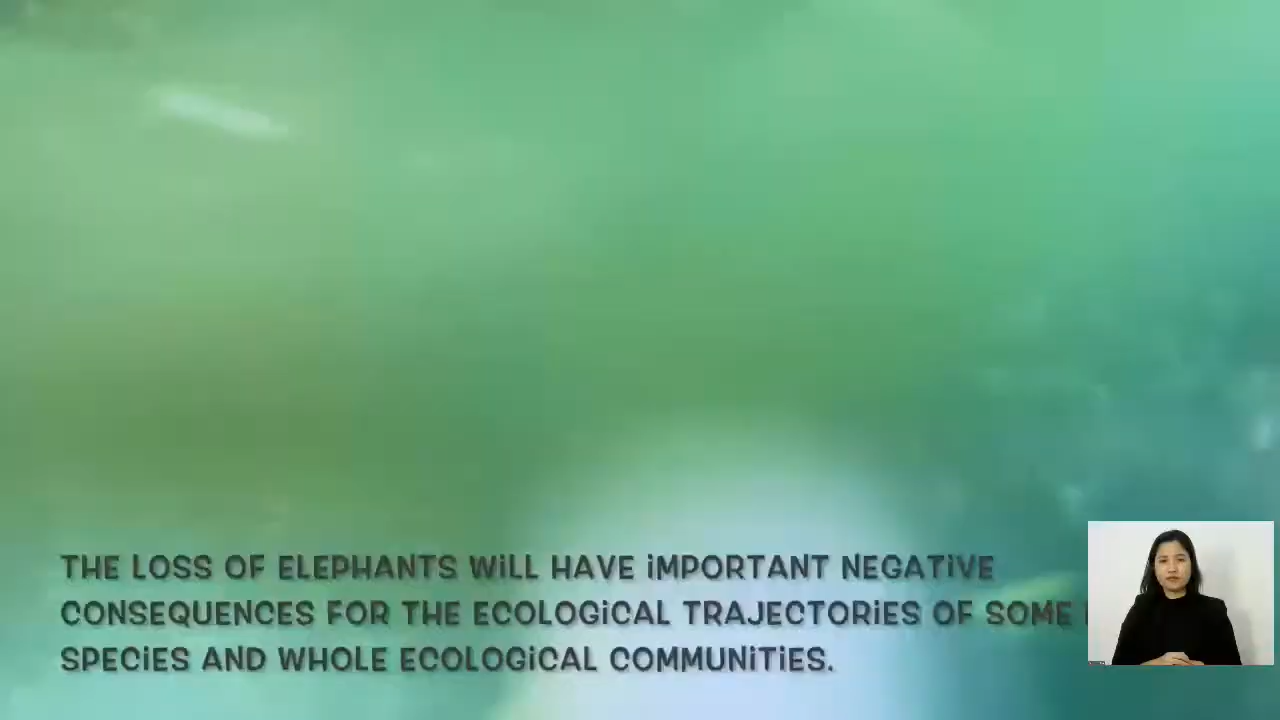 THE LOSS OF ELEPHANTS WiLL HAVE iMPORTANT NEGATiVE
CONSEQUENCES FOR THE ECOLOGiCAL TRAJECTORiES OF SOME
SPECiES AND WHOLE ECOLOGiCAL COMMUNiTiES.